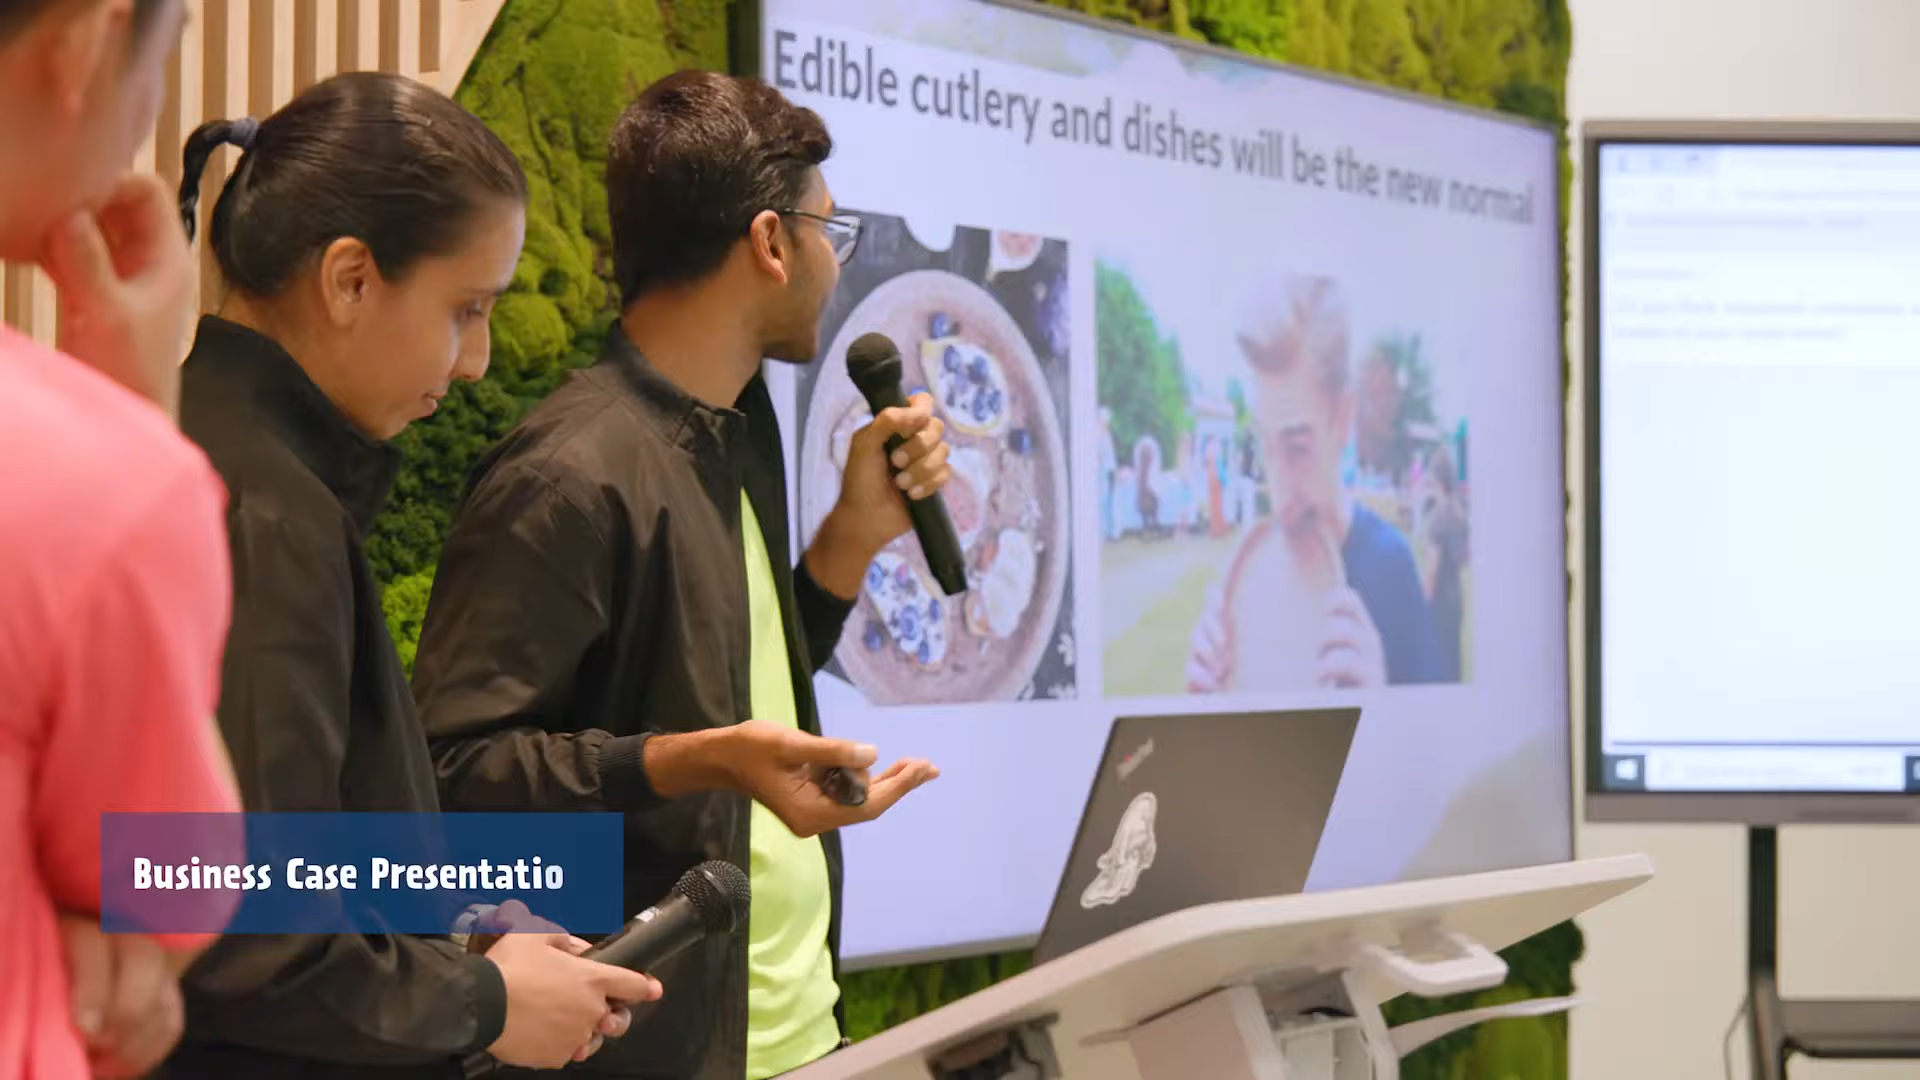 Edible cutlery and dishes will be the new normal
Business Case Presentatio